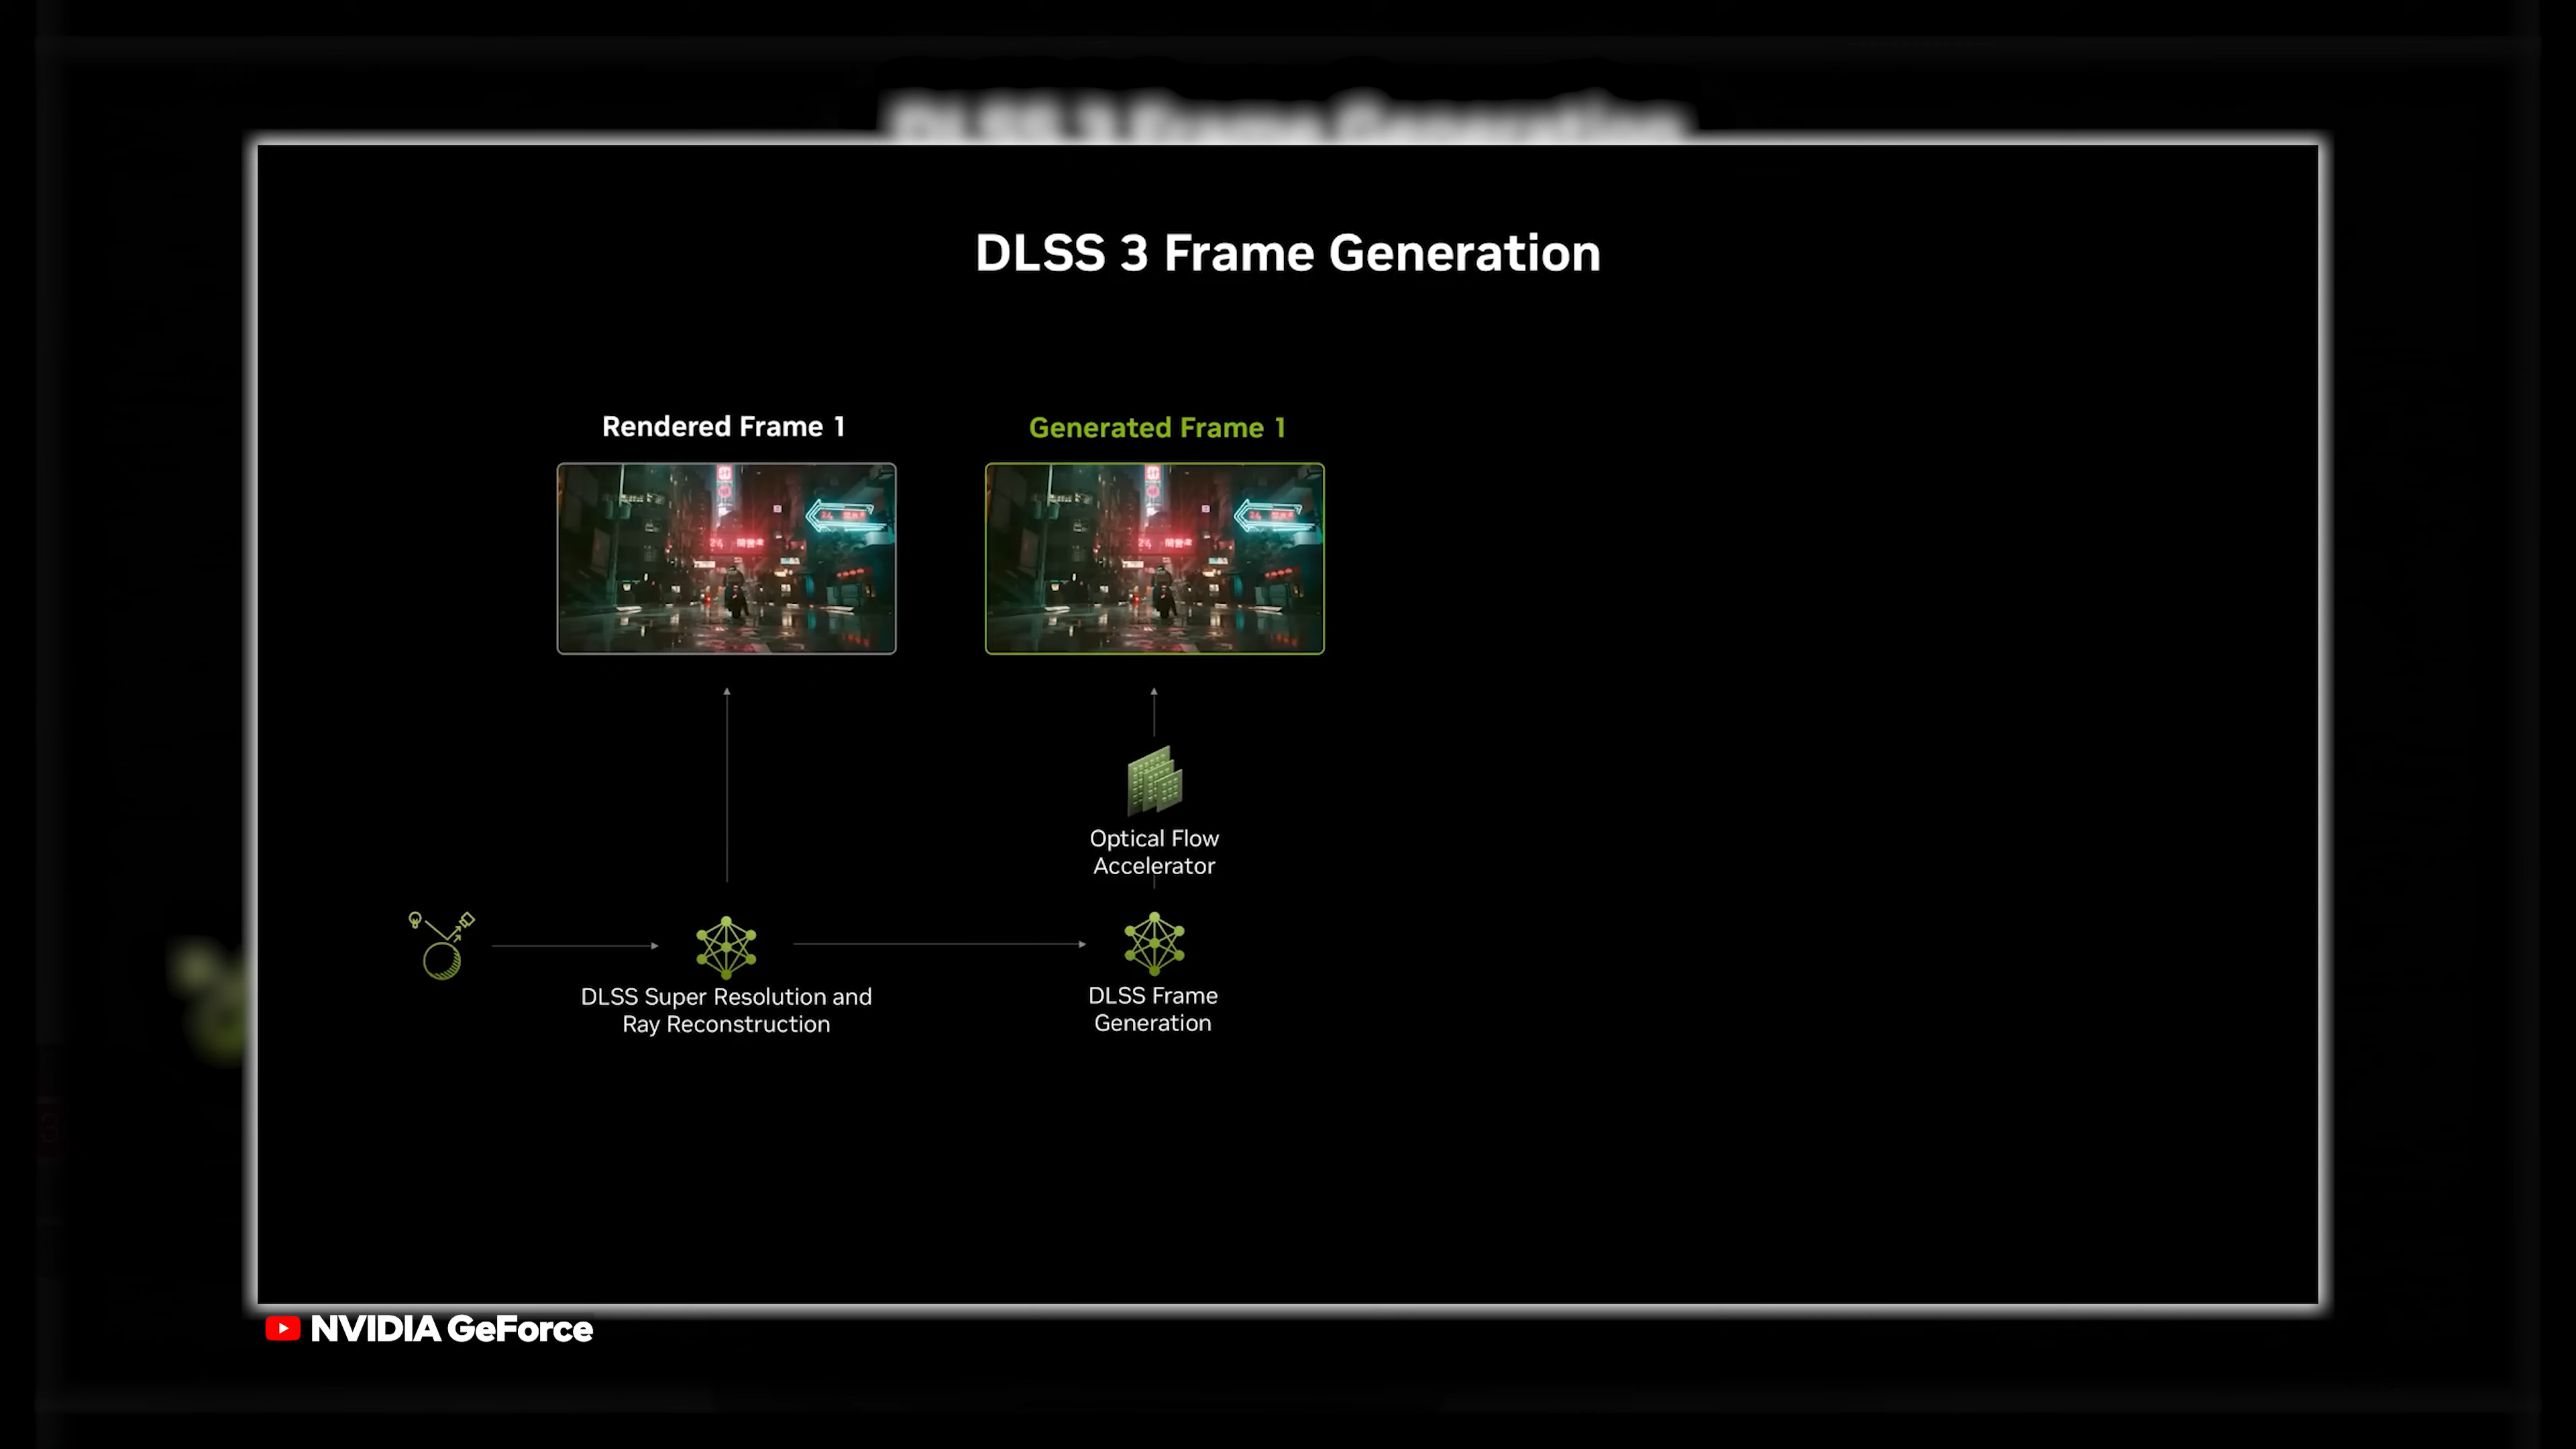 DLSS 3 Frame Generation
Rendered Frame 1
Generated Frame 1
Optical Flow
Accelerator
DLSS Super Resolution and
Ray Reconstruction
DLSS Frame
Generation
NVIDIA GeForce